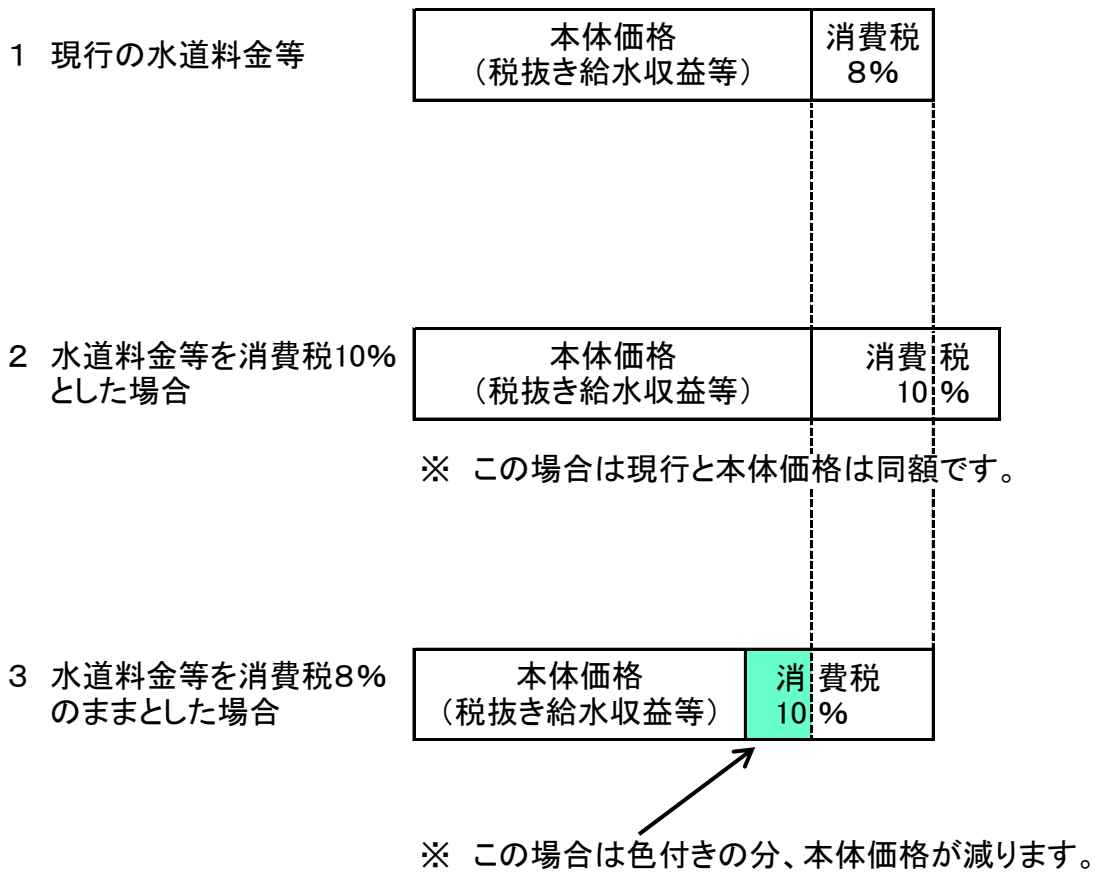 １ 現行の水道料金等
本体価格
（税抜き給水収益等）
消費税
８％
２ 水道料金等を消費税10%
とした場合
本体価格
（税抜き給水収益等）
消費税
10％
※ この場合は現行と本体価格は同額です。
３ 水道料金等を消費税８％
のままとした場合
本体価格
（税抜き給水収益等）
消費税
10％
※ この場合は色付きの分、本体価格が減ります。